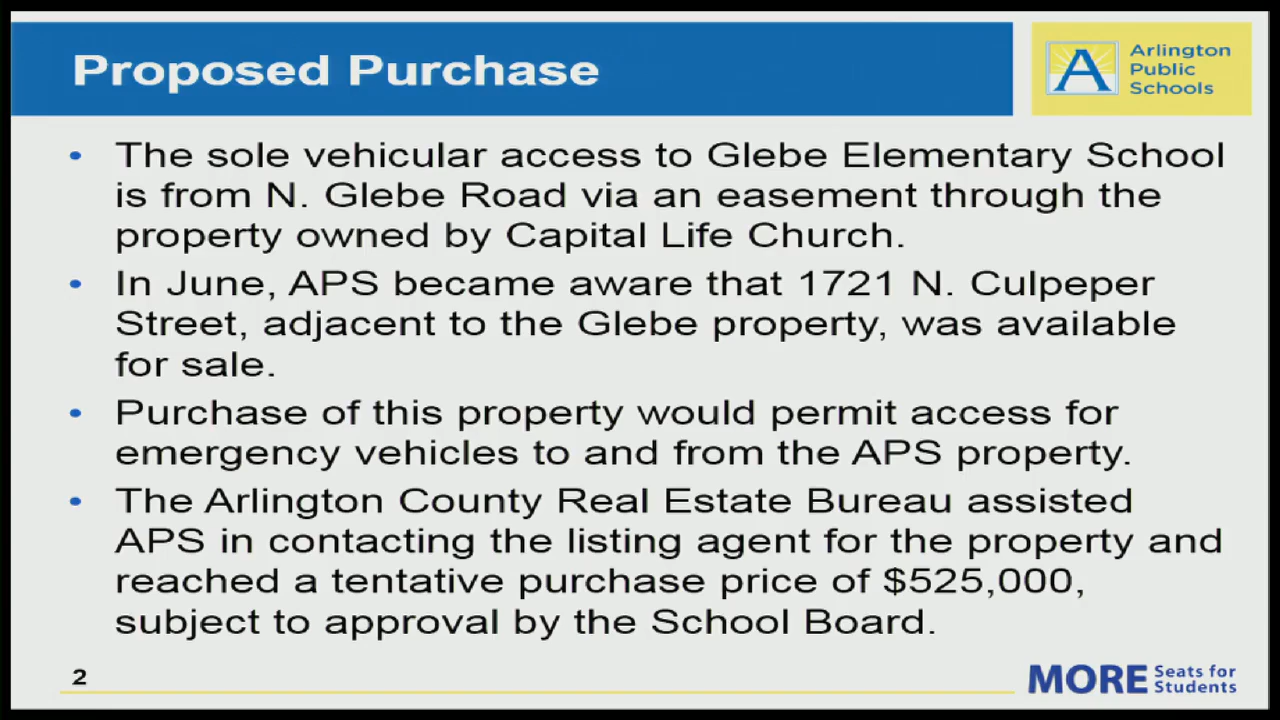 Proposed Purchase
A
Arlington
Public
Schools
• The sole vehicular access to Glebe Elementary School
is from N. Glebe Road via an easement through the
property owned by Capital Life Church.
• In June, APS became aware that 1721 N. Culpeper
Street, adjacent to the Glebe property, was available
for sale.
• Purchase of this property would permit access for
emergency vehicles to and from the APS property.
• The Arlington County Real Estate Bureau assisted
APS in contacting the listing agent for the property and
reached a tentative purchase price of $525,000,
subject to approval by the School Board.
2
MORE Seats for
Students